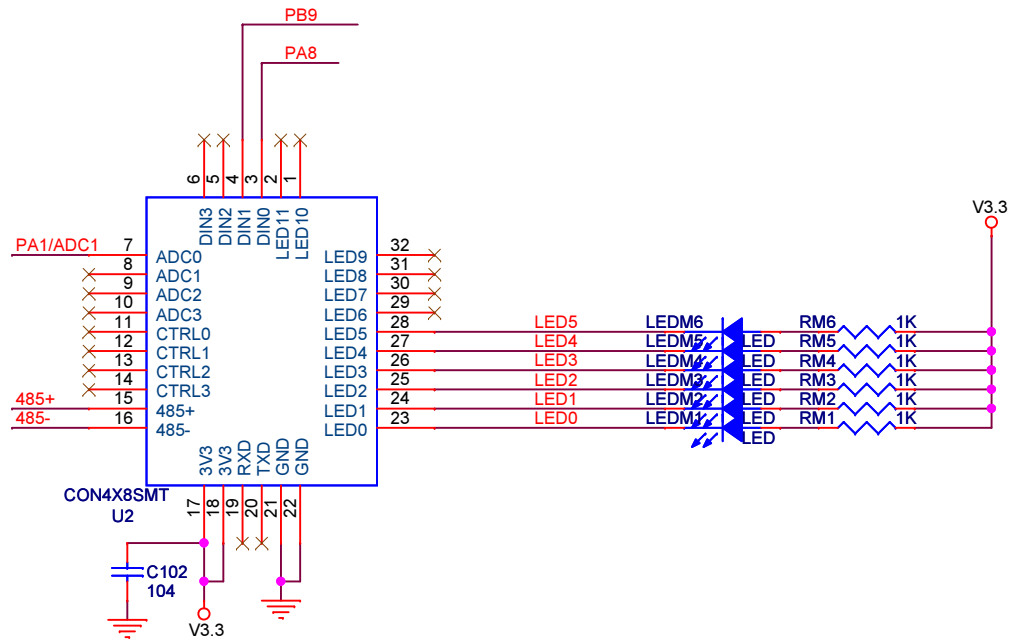 PB9
PA8
6 5 4 3 2 1
DIN3 DIN2 DIN1 DIN0 LED11 LED10
V3.3
PA1/ADC1 7 ADC0 LED9 32
8 ADC1 LED8 31
9 ADC2 LED7 30
10 ADC3 LED6 29
11 CTRL0 LED5 28 LED5 LEDM6 RM6 1K
12 CTRL1 LED4 27 LED4 LEDM5 LED RM5 1K
13 CTRL2 LED3 26 LED3 LEDM4 LED RM4 1K
14 CTRL3 LED2 25 LED2 LEDM3 LED RM3 1K
485+ 15 485+ LED1 24 LED1 LEDM2 LED RM2 1K
485- 16 485- LED0 23 LED0 LEDM1 LED RM1 1K
LED
3V3 3V3 RXD TXD GND GND
17 18 19 20 21 22
CON4X8SMT
U2
C102
104
V3.3